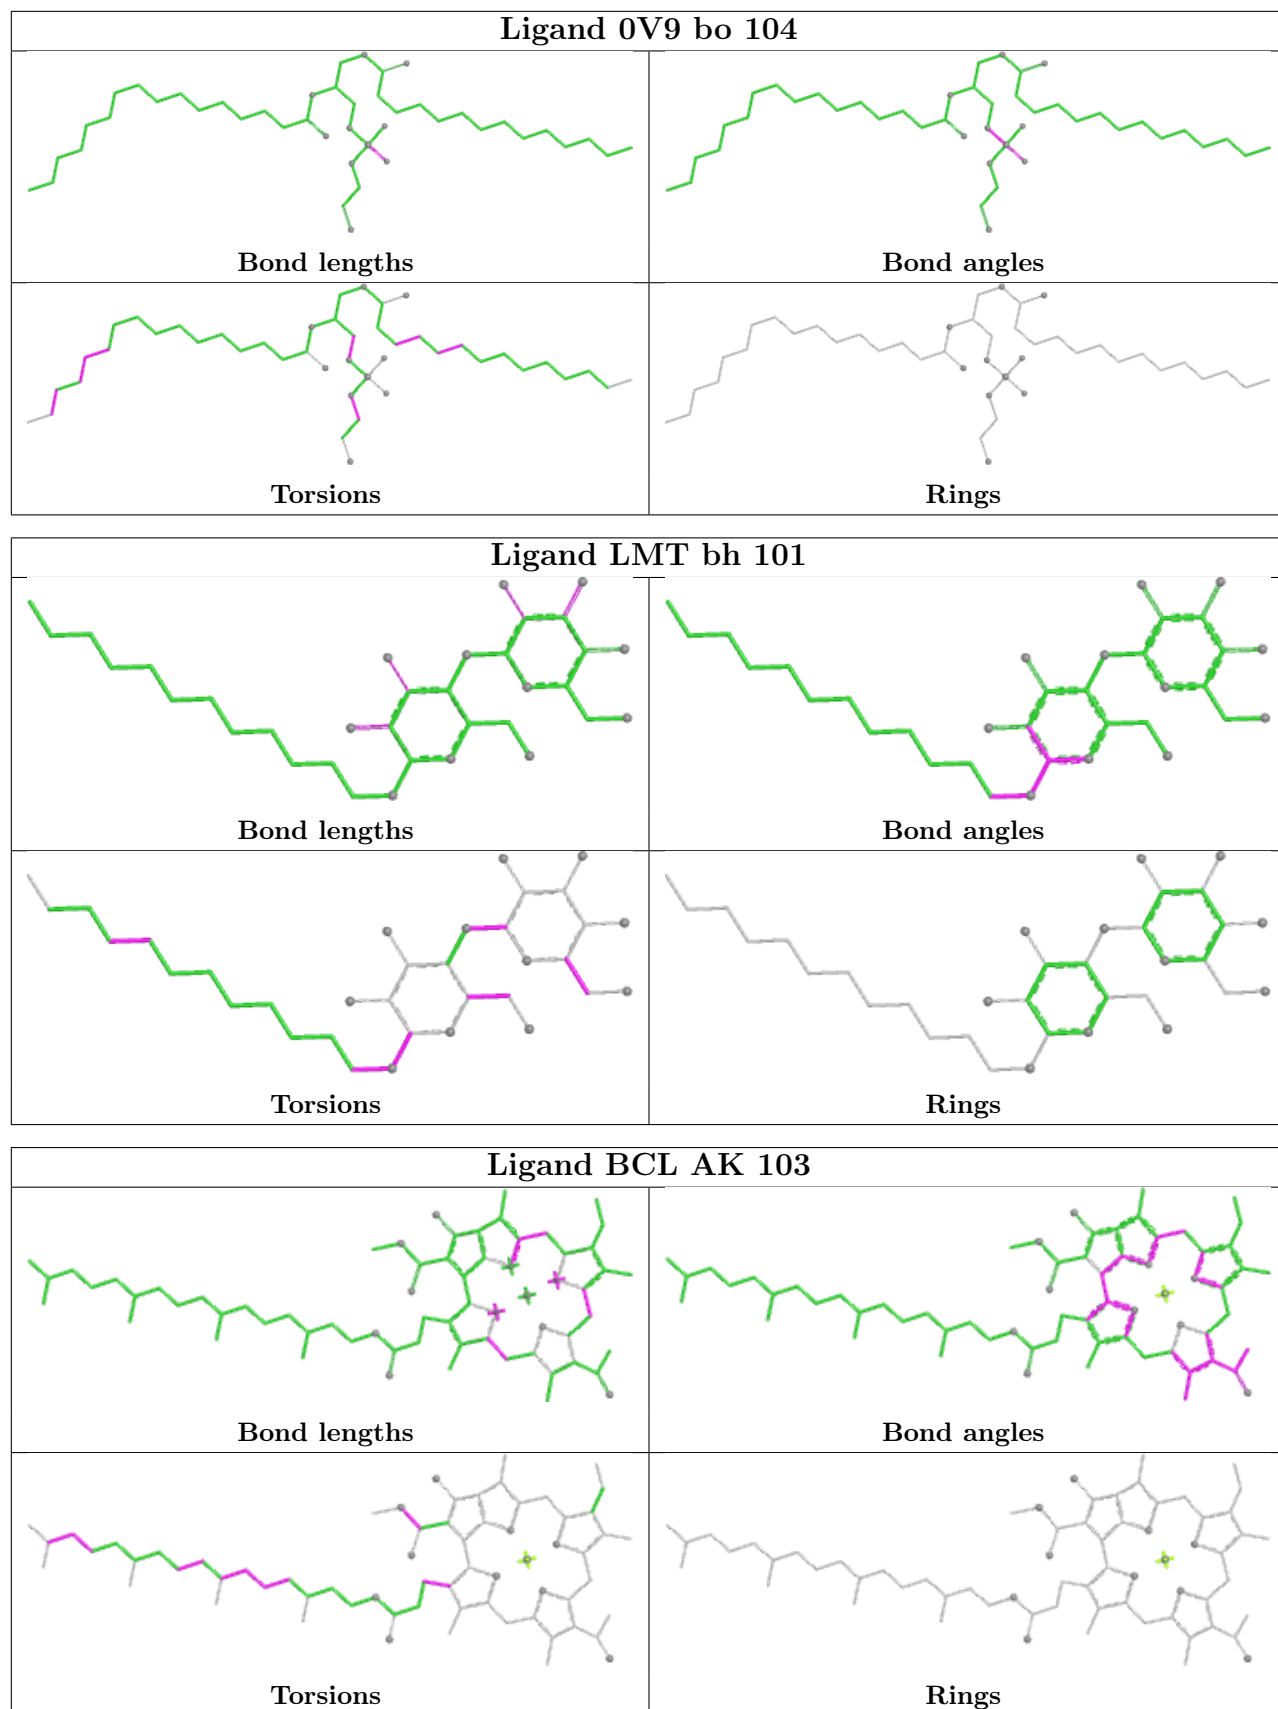 Ligand 0V9 bo 104
Bond lengths
Bond angles
Torsions
Rings
Ligand LMT bh 101
Bond lengths
Bond angles
Torsions
Rings
Ligand BCL AK 103
Bond lengths
Bond angles
Torsions
Rings